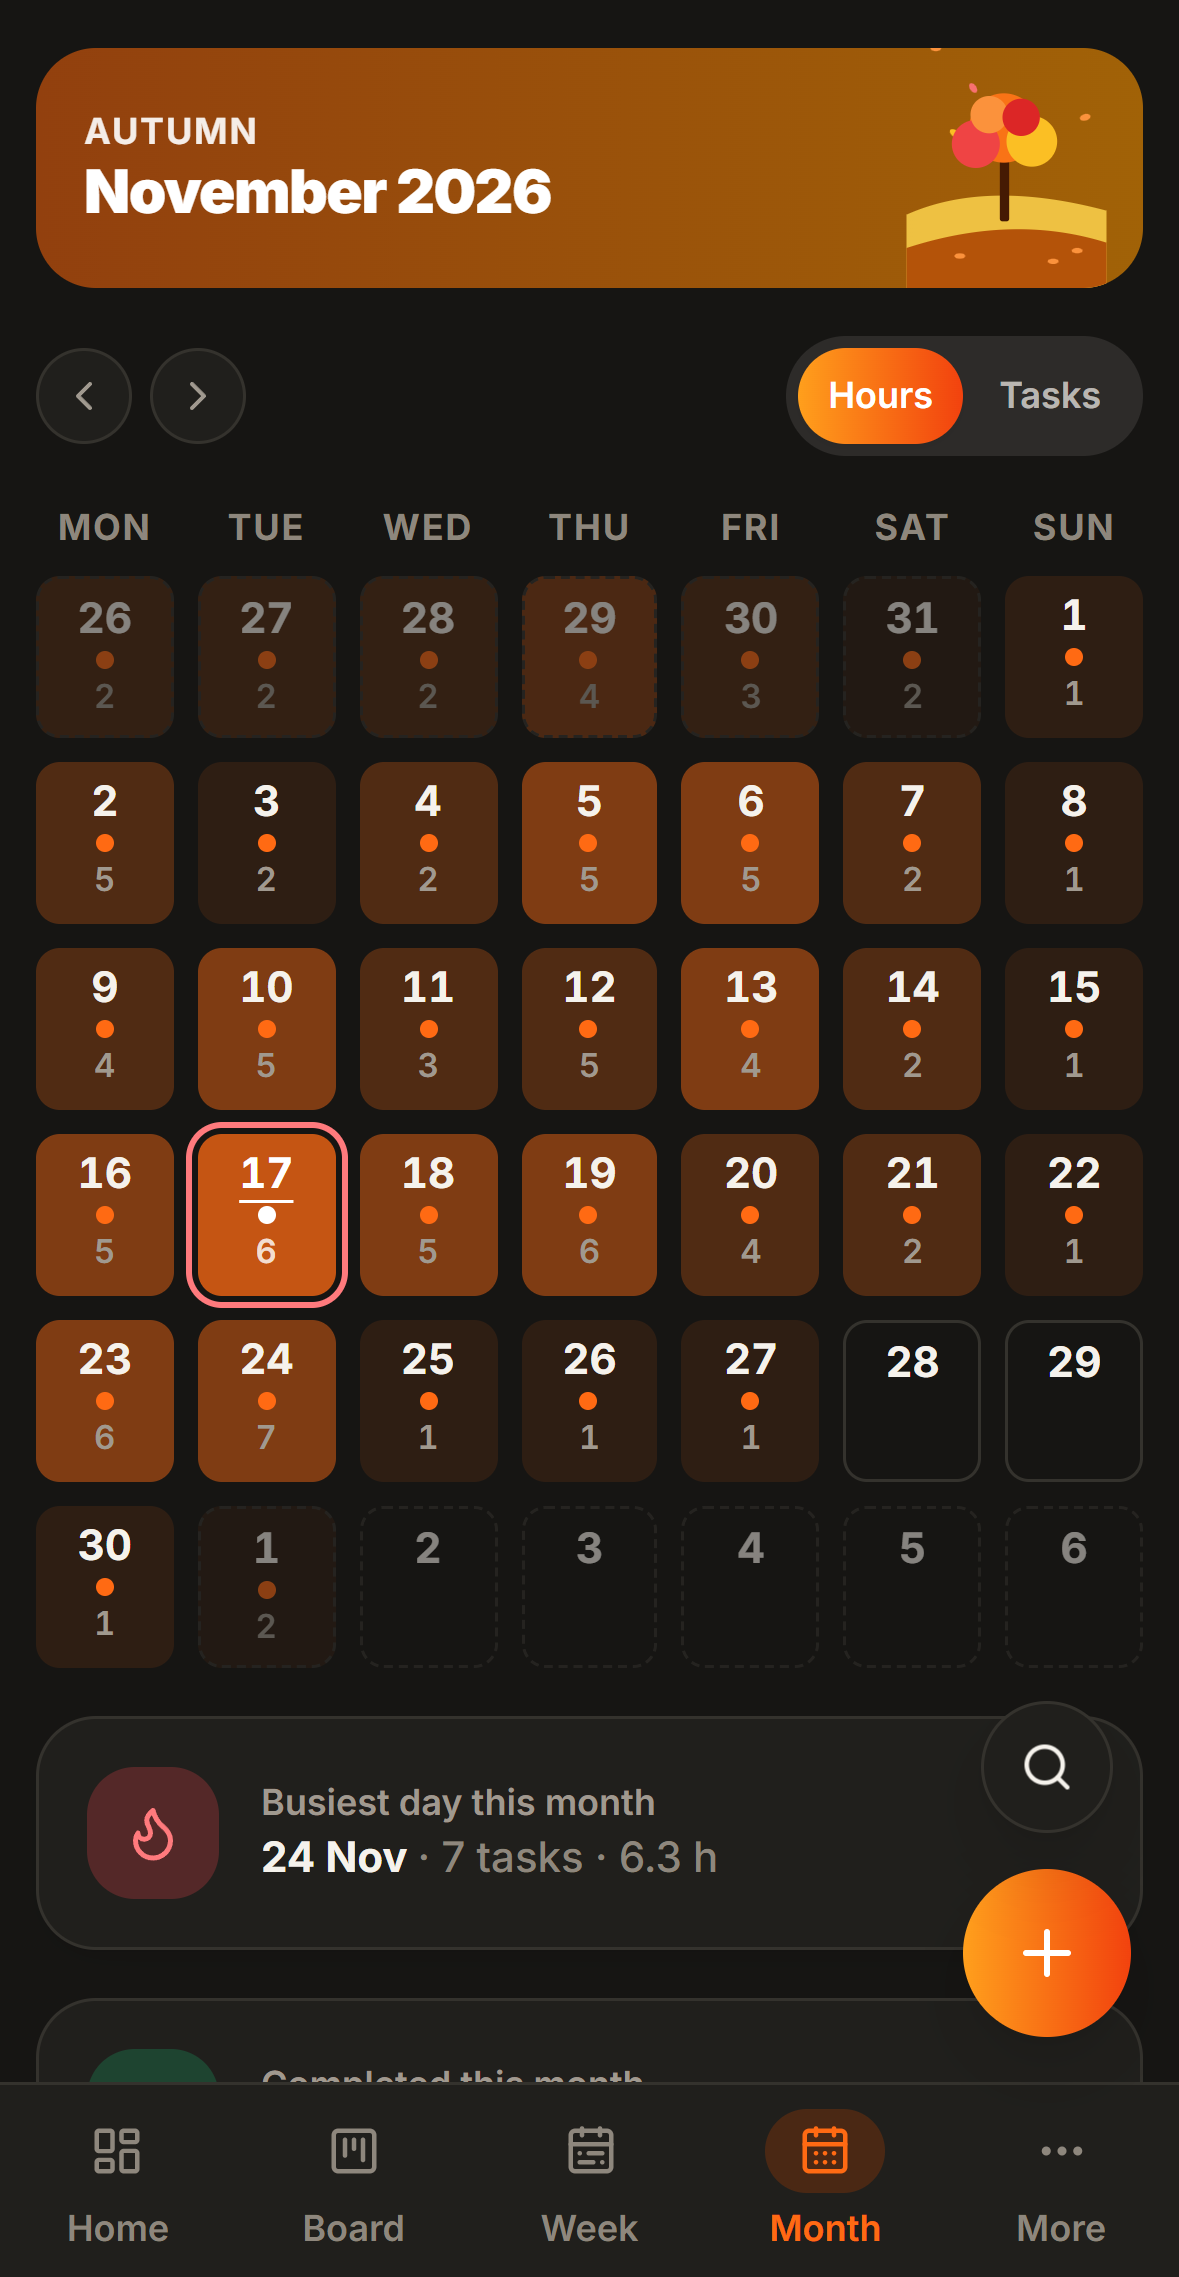 AUTUMN
November 2026
Hours Tasks
MON TUE WED THU FRI SAT SUN
26 27 28 29 30 31 1
2 2 2 4 3 2 1
2 3 4 5 6 7 8
5 2 2 5 5 2 1
9 10 11 12 13 14 15
4 5 3 5 4 2 1
16 17 18 19 20 21 22
5 6 5 6 4 2 1
23 24 25 26 27 28 29
6 7 1 1 1
30 1 2 3 4 5 6
1 2
Busiest day this month
24 Nov · 7 tasks · 6.3 h
Completed this month
Home Board Week Month More